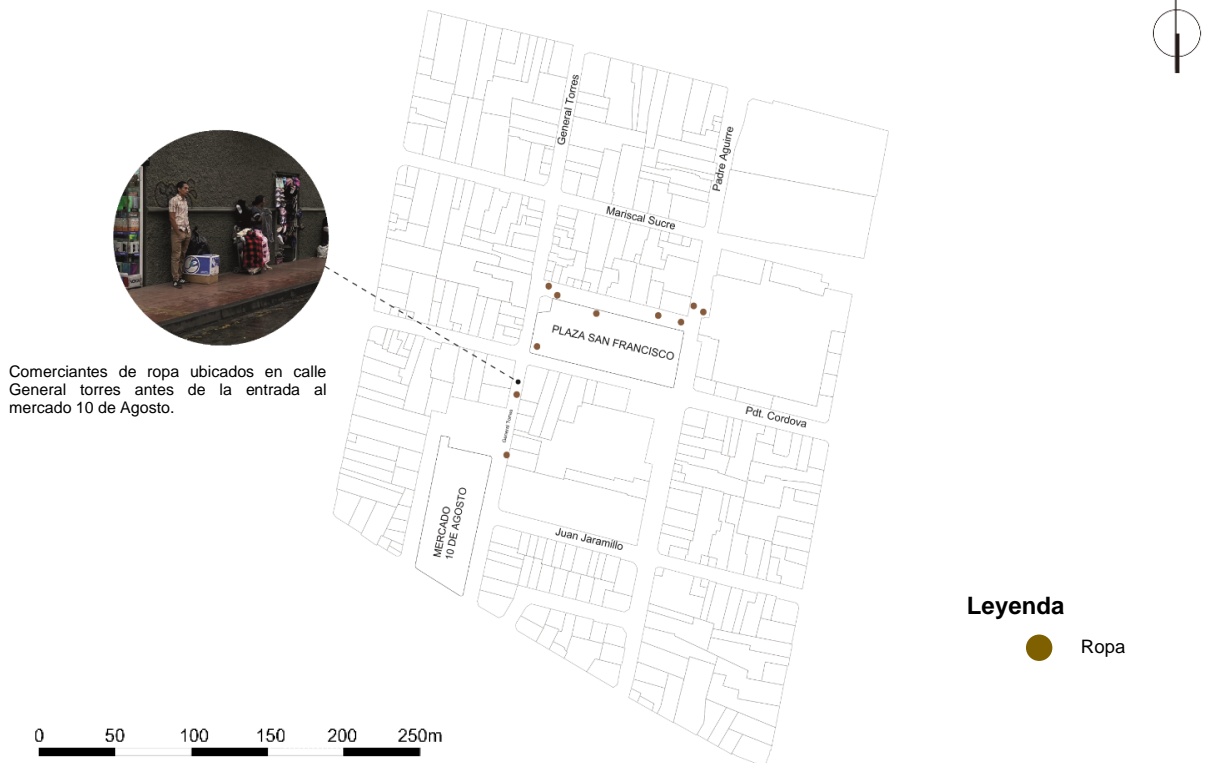 General Torres
Padre Aguirre
Mariscal Sucre
PLAZA SAN FRANCISCO
Comerciantes de ropa ubicados en calle
General torres antes de la entrada al
mercado 10 de Agosto.
General Torres
Pdt. Cordova
MERCADO
10 DE AGOSTO
Juan Jaramillo
Leyenda
Ropa
0 50 100 150 200 250m